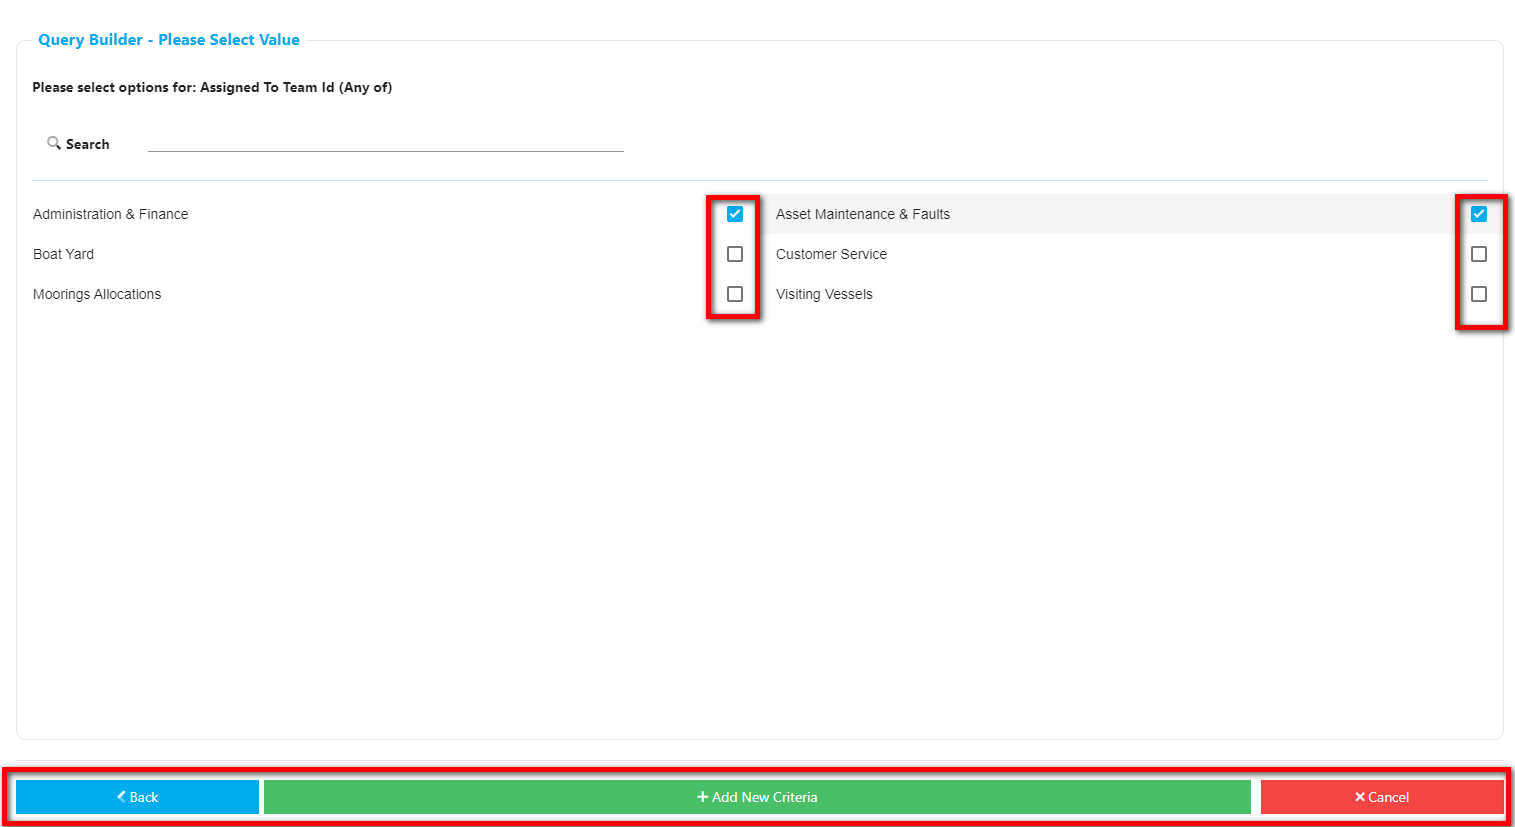 Query Builder - Please Select Value
Please select options for: Assigned To Team Id (Any of)
Search
Administration & Finance
Asset Maintenance & Faults
Boat Yard
Customer Service
Moorings Allocations
Visiting Vessels
Back
Add New Criteria
Cancel